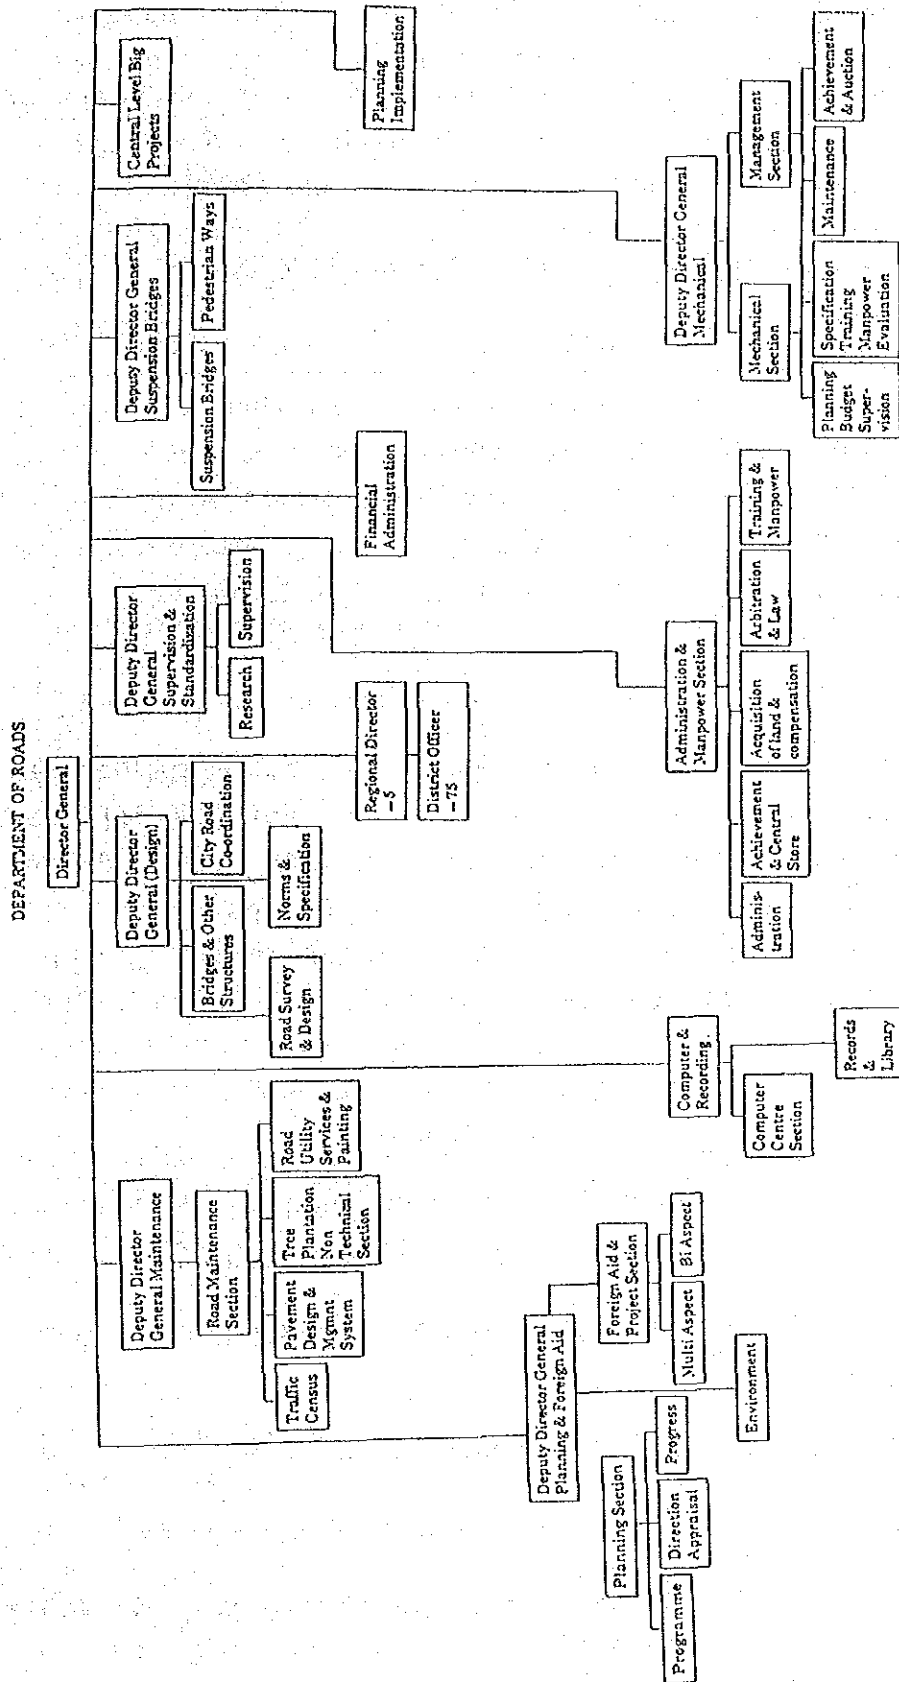 DEPARTMENT OF ROADS
Director General
Deputy Director
General Maintenance
Road Maintenance
Section
Traffic
Census
Pavement
Design &
Mgmnt
System
Tree
Plantation
Non
Technical
Section
Road
Utility
Services &
Painting
Deputy Director
General (Design)
Bridges & Other
Structures
City Road
Co-ordination
Road Survey
& Design
Norms &
Specification
Deputy Director
General
Supervision &
Standardization
Research
Supervision
Deputy Director General
Suspension Bridges
Suspension Bridges
Pedestrian Ways
Central Level Big
Projects
Regional Director
-5
District Officer
-75
Financial
Administration
Planning
Implementation
Deputy Director General
Planning & Foreign Aid
Planning Section
Programme
Direction
Appraisal
Progress
Foreign Aid &
Project Section
Multi Aspect
Bi Aspect
Environment
Computer &
Recording
Computer
Centre
Section
Records
&
Library
Administration &
Manpower Section
Adminis-
tration
Achievement
& Central
Store
Acquisition
of land &
compensation
Arbitration
& Law
Training &
Manpower
Deputy Director General
Mechanical
Mechanical
Section
Management
Section
Planning
Budget
Super-
vision
Specification
Training
Manpower
Evaluation
Maintenance
Achievement
& Auction